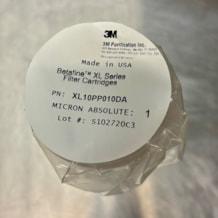 3M
3M Purification Inc.
Made in USA
Betafine™ XL Series
Filter Cartridges
PN: XL10PP010DA
MICRON ABSOLUTE: 1
Lot #: S102720C3